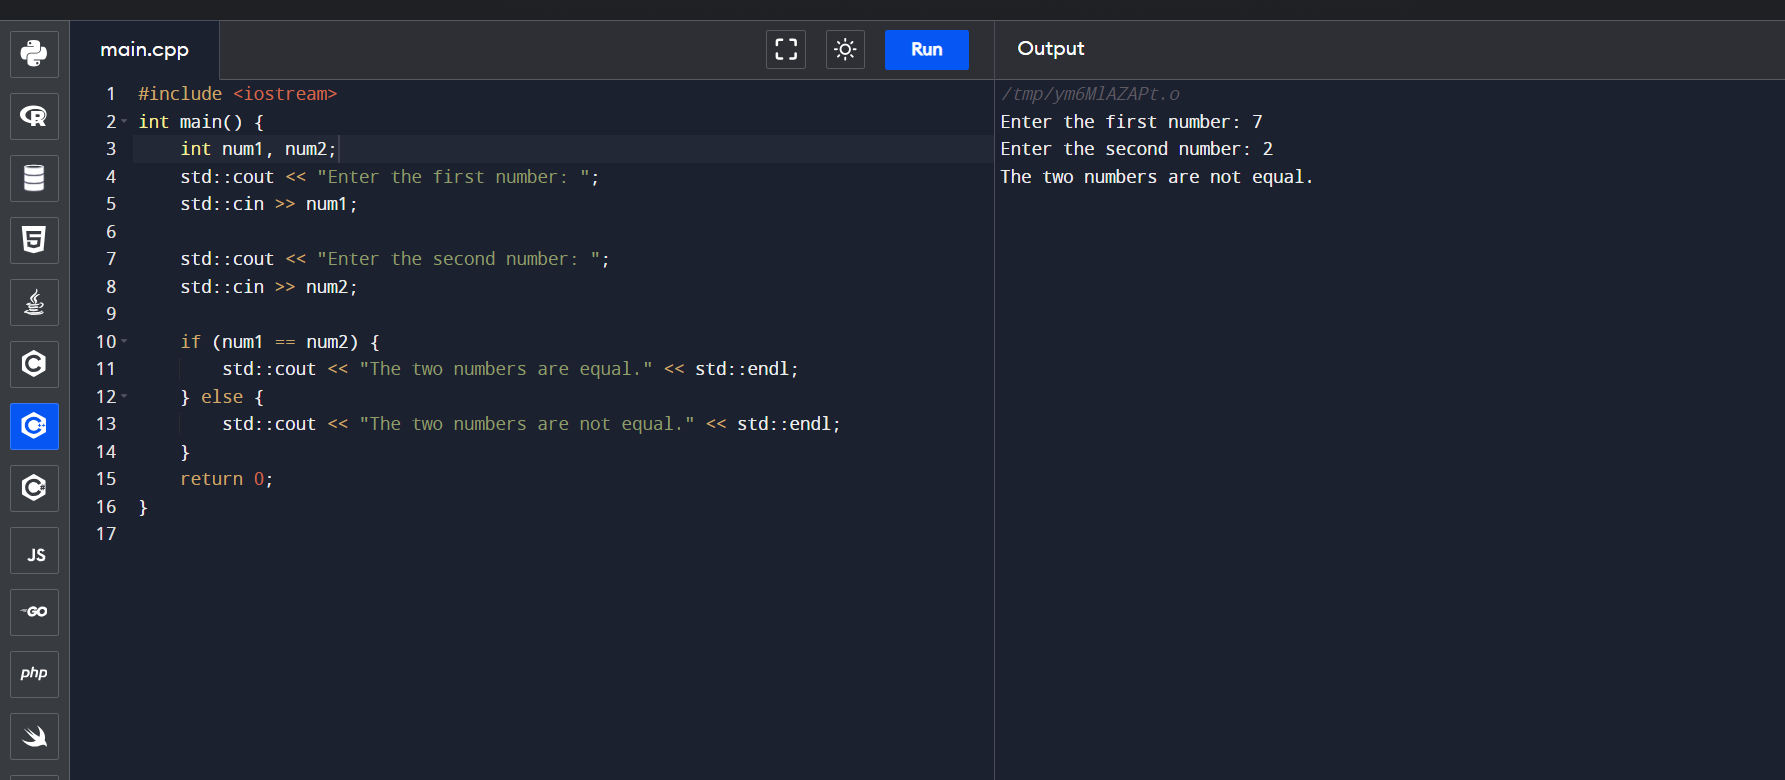 main.cpp
Run
Output
1 #include <iostream>
2 int main() {
3     int num1, num2;
4     std::cout << "Enter the first number: ";
5     std::cin >> num1;
6
7     std::cout << "Enter the second number: ";
8     std::cin >> num2;
9
10     if (num1 == num2) {
11         std::cout << "The two numbers are equal." << std::endl;
12     } else {
13         std::cout << "The two numbers are not equal." << std::endl;
14     }
15     return 0;
16 }
17
/tmp/ym6MlAZAPt.o
Enter the first number: 7
Enter the second number: 2
The two numbers are not equal.
R
5
C
C++
C#
JS
GO
php